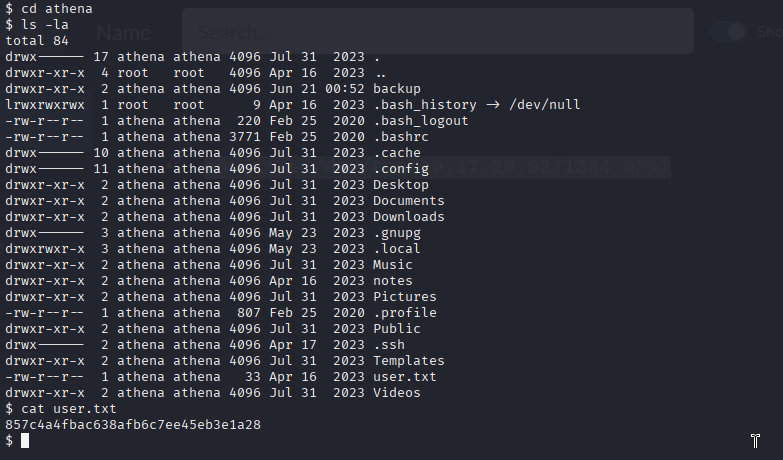 $ cd athena
$ ls -la
Name Search... Sho
total 84
drwx------ 17 athena athena 4096 Jul 31  2023 .
drwxr-xr-x  4 root   root   4096 Apr 16  2023 ..
drwxr-xr-x  2 athena athena 4096 Jun 21 00:52 backup
lrwxrwxrwx  1 root   root      9 Apr 16  2023 .bash_history -> /dev/null
-rw-r--r--  1 athena athena  220 Feb 25  2020 .bash_logout
-rw-r--r--  1 athena athena 3771 Feb 25  2020 .bashrc
drwx------ 10 athena athena 4096 Jul 31  2023 .cache
drwx------ 11 athena athena 4096 Jul 31  2023 .config
drwxr-xr-x  2 athena athena 4096 Jul 31  2023 Desktop
drwxr-xr-x  2 athena athena 4096 Jul 31  2023 Documents
drwxr-xr-x  2 athena athena 4096 Jul 31  2023 Downloads
drwx------  3 athena athena 4096 May 23  2023 .gnupg
drwxrwxr-x  3 athena athena 4096 May 23  2023 .local
drwxr-xr-x  2 athena athena 4096 Jul 31  2023 Music
drwxr-xr-x  2 athena athena 4096 Apr 16  2023 notes
drwxr-xr-x  2 athena athena 4096 Jul 31  2023 Pictures
-rw-r--r--  1 athena athena  807 Feb 25  2020 .profile
drwxr-xr-x  2 athena athena 4096 Jul 31  2023 Public
drwx------  2 athena athena 4096 Apr 17  2023 .ssh
drwxr-xr-x  2 athena athena 4096 Jul 31  2023 Templates
-rw-r--r--  1 athena athena   33 Apr 16  2023 user.txt
drwxr-xr-x  2 athena athena 4096 Jul 31  2023 Videos
$ cat user.txt
857c4a4fbac638afb6c7ee45eb3e1a28
$